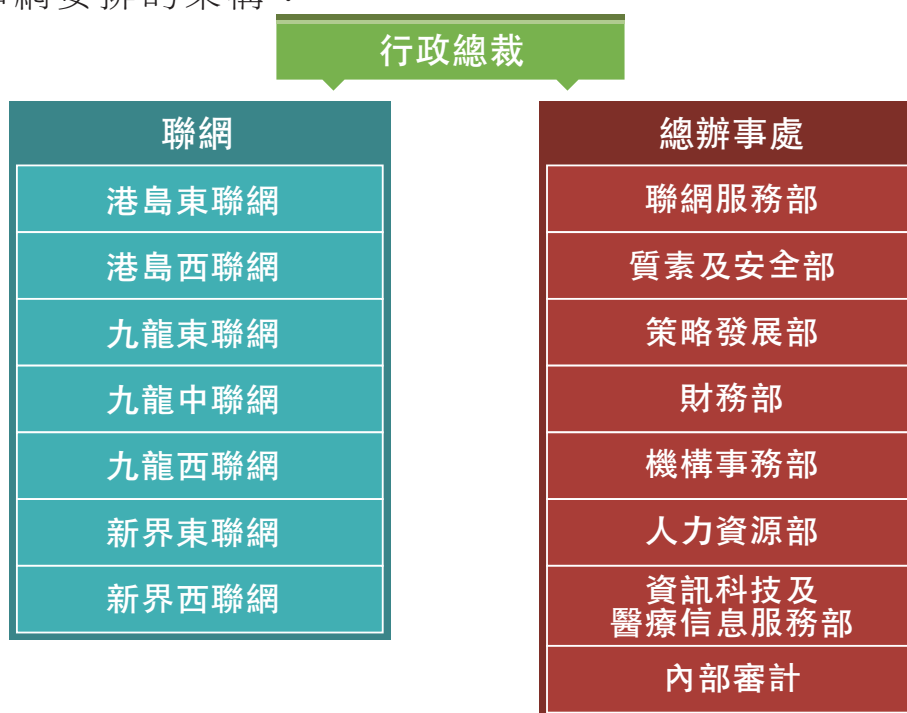 行政總裁
聯網
港島東聯網
港島西聯網
九龍東聯網
九龍中聯網
九龍西聯網
新界東聯網
新界西聯網
總辦事處
聯網服務部
質素及安全部
策略發展部
財務部
機構事務部
人力資源部
資訊科技及
醫療信息服務部
內部審計